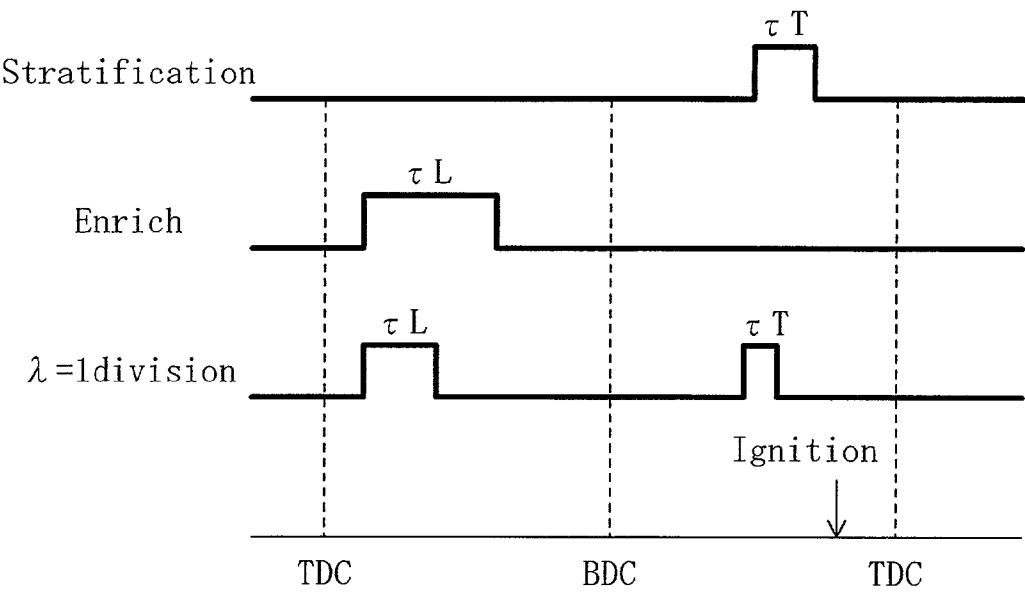 τ T
Stratification
τ L
Enrich
τ L
τ T
λ=1division
Ignition
TDC
BDC
TDC